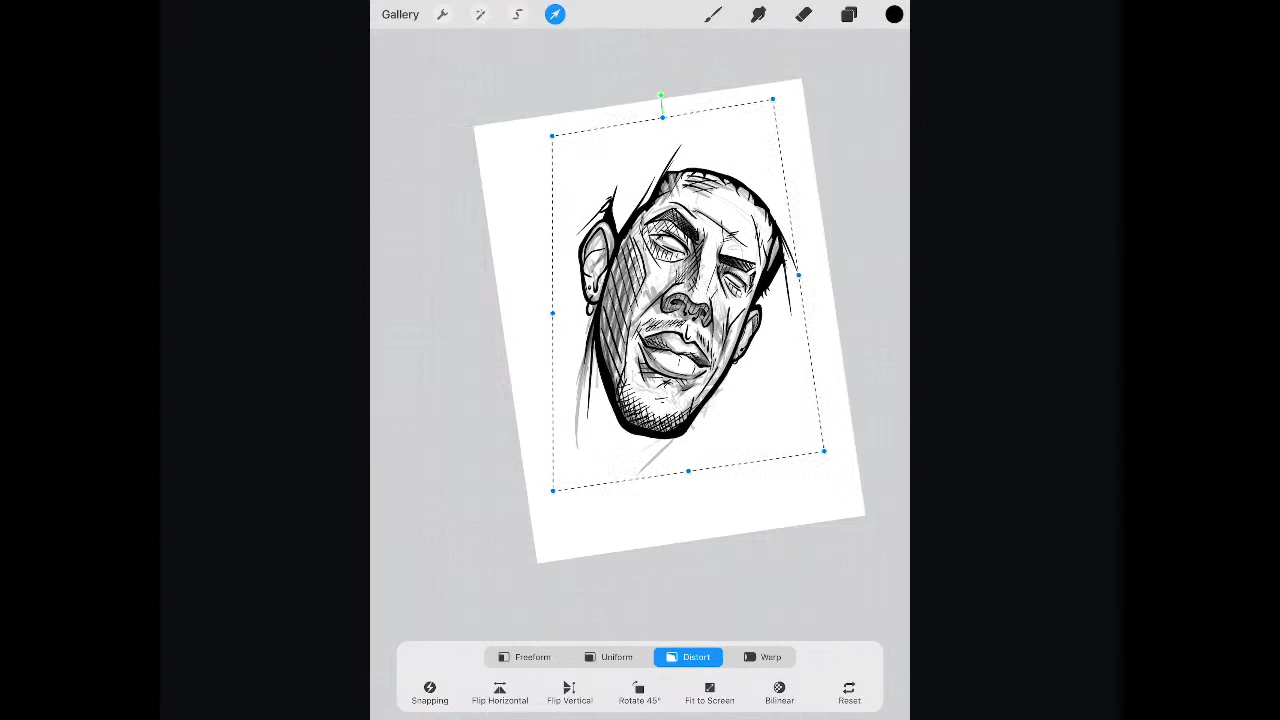 Gallery
Freeform Uniform Distort Warp
Snapping Flip Horizontal Flip Vertical Rotate 45° Fit to Screen Bilinear Reset